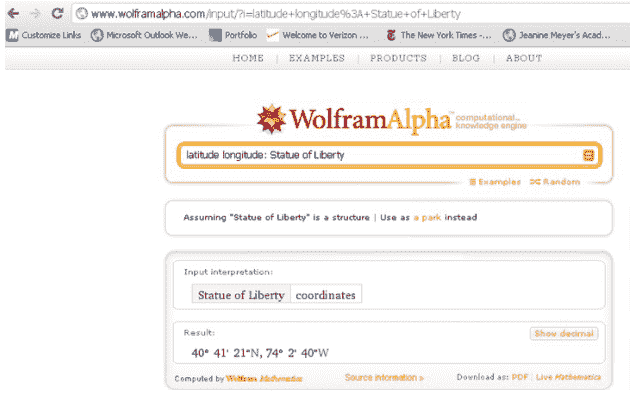 www.wolframalpha.com/input/?i=latitude+longitude%3A+Statue+of+Liberty
Customize Links Microsoft Outlook We... Portfolio Welcome to Verizon ... The New York Times -... Jeanine Meyer's Acad...
HOME | EXAMPLES | PRODUCTS | BLOG | ABOUT
WolframAlpha™ computational...
knowledge engine
latitude longitude: Statue of Liberty
Examples Random
Assuming "Statue of Liberty" is a structure | Use as a park instead
Input interpretation:
Statue of Liberty coordinates
Result:
Show decimal
40° 41' 21"N, 74° 2' 40"W
Computed by Wolfram Mathematica Source information » Download as: PDF | Live Mathematica